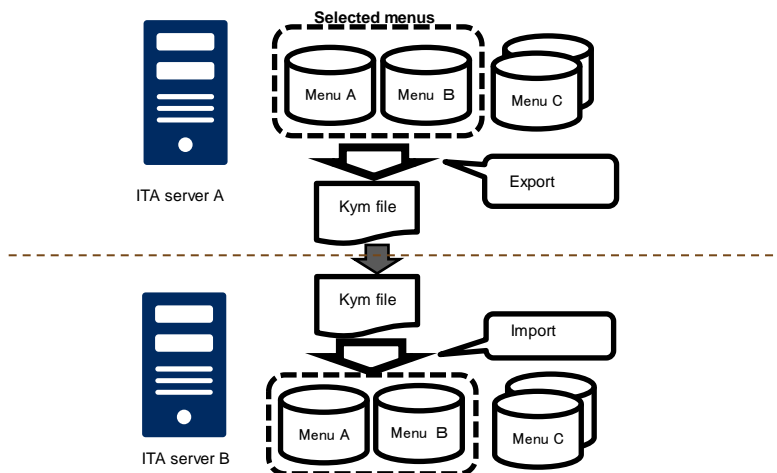 Selected menus
Menu A
Menu B
Menu C
Export
ITA server A
Kym file
Kym file
Import
Menu A
Menu B
Menu C
ITA server B